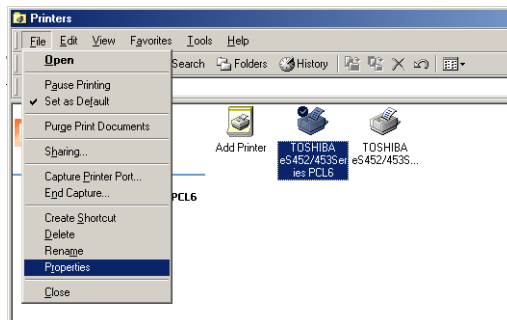 Printers
File Edit View Favorites Tools Help
Open
Search Folders History
Pause Printing
Set as Default
Purge Print Documents
Sharing...
Capture Printer Port...
End Capture...
Create Shortcut
Delete
Rename
Properties
Close
PCL6
Add Printer
TOSHIBA
eS452/453Ser
ies PCL6
TOSHIBA
eS452/453S...